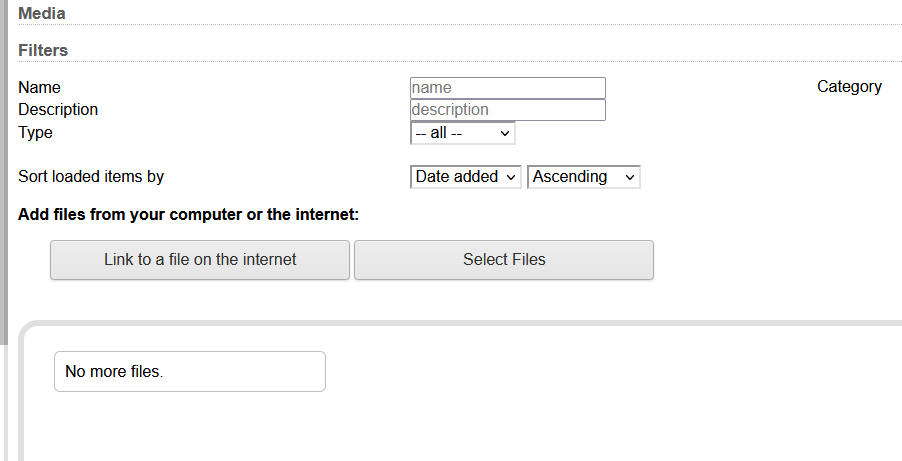 Media
Filters
Name name Category
Description description
Type -- all --
Sort loaded items by Date added Ascending
Add files from your computer or the internet:
Link to a file on the internet Select Files
No more files.